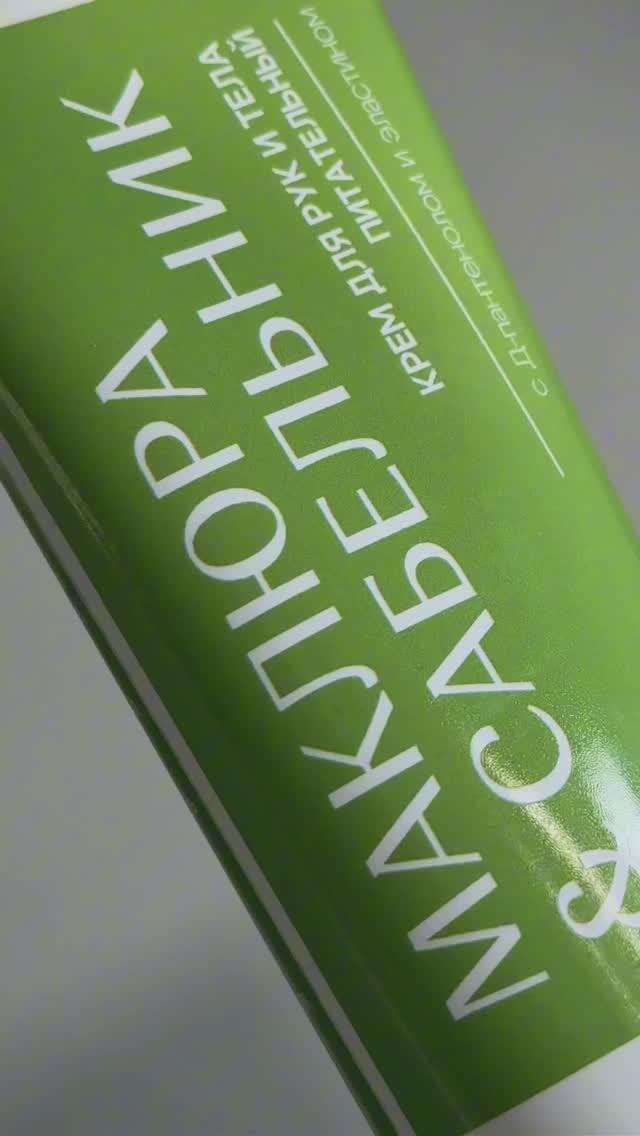 МАКЛЮРА
& САБЕЛЬНИК
КРЕМ ДЛЯ РУК И ТЕЛА
ПИТАТЕЛЬНЫЙ
с Д-пантенолом и эластином